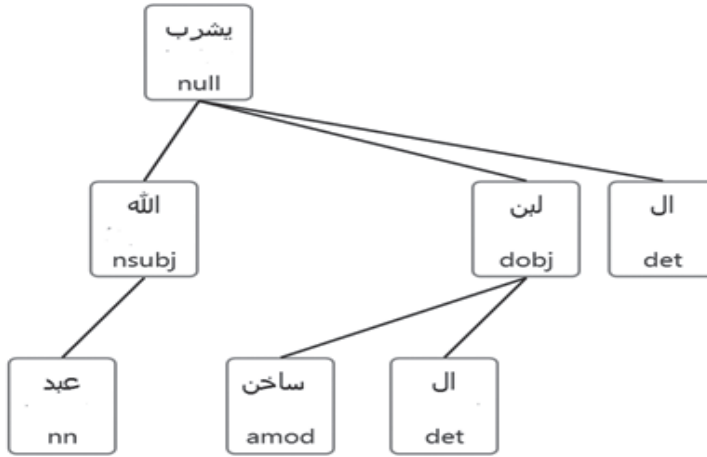 يشرب
null
الله
nsubj
لبن
dobj
ال
det
عبد
nn
ساخن
amod
ال
det